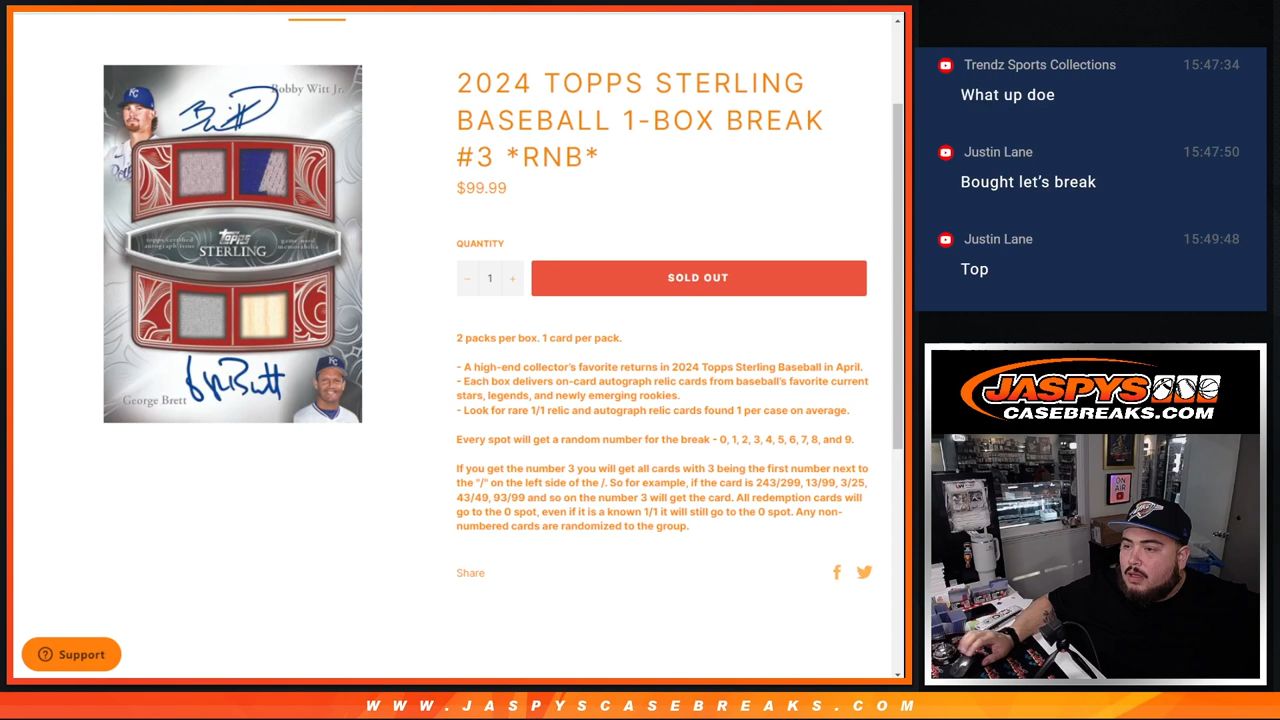 Bobby Witt Jr.
topps certified
autograph issue
Topps
STERLING
game-used
memorabilia
George Brett
2024 TOPPS STERLING
BASEBALL 1-BOX BREAK
#3 *RNB*
$99.99
QUANTITY
− 1 +
SOLD OUT
2 packs per box. 1 card per pack.
- A high-end collector's favorite returns in 2024 Topps Sterling Baseball in April.
- Each box delivers on-card autograph relic cards from baseball's favorite current
stars, legends, and newly emerging rookies.
- Look for rare 1/1 relic and autograph relic cards found 1 per case on average.
Every spot will get a random number for the break - 0, 1, 2, 3, 4, 5, 6, 7, 8, and 9.
If you get the number 3 you will get all cards with 3 being the first number next to
the "/" on the left side of the /. So for example, if the card is 243/299, 13/99, 3/25,
43/49, 93/99 and so on the number 3 will get the card. All redemption cards will
go to the 0 spot, even if it is a known 1/1 it will still go to the 0 spot. Any non-
numbered cards are randomized to the group.
Share
Support
Trendz Sports Collections 15:47:34
What up doe
Justin Lane 15:47:50
Bought let's break
Justin Lane 15:49:48
Top
JASPYS
CASEBREAKS.COM
ON
AIR
WWW.JASPYSCASEBREAKS.COM